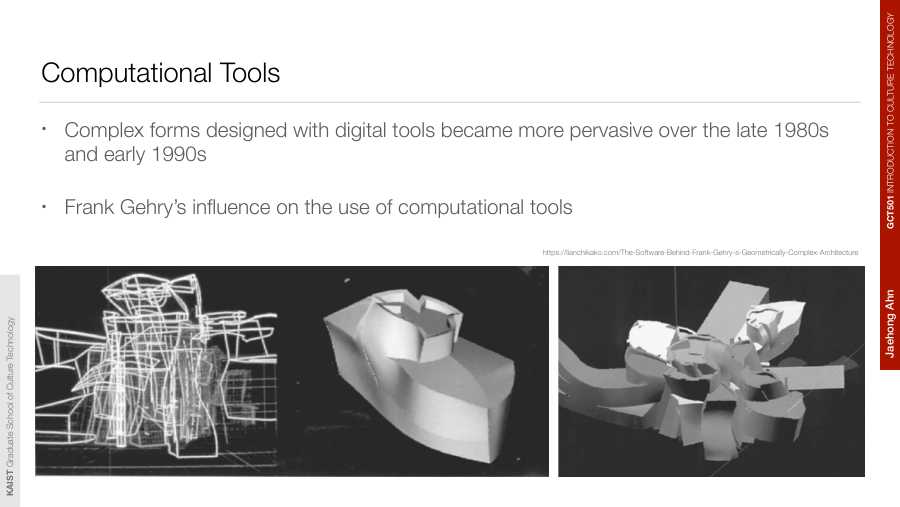 Computational Tools
• Complex forms designed with digital tools became more pervasive over the late 1980s
and early 1990s
• Frank Gehry’s influence on the use of computational tools
https://lianchikako.com/The-Software-Behind-Frank-Gehry-s-Geometrically-Complex-Architecture
GCT501 INTRODUCTION TO CULTURE TECHNOLOGY
Jaehong Ahn
KAIST Graduate School of Culture Technology